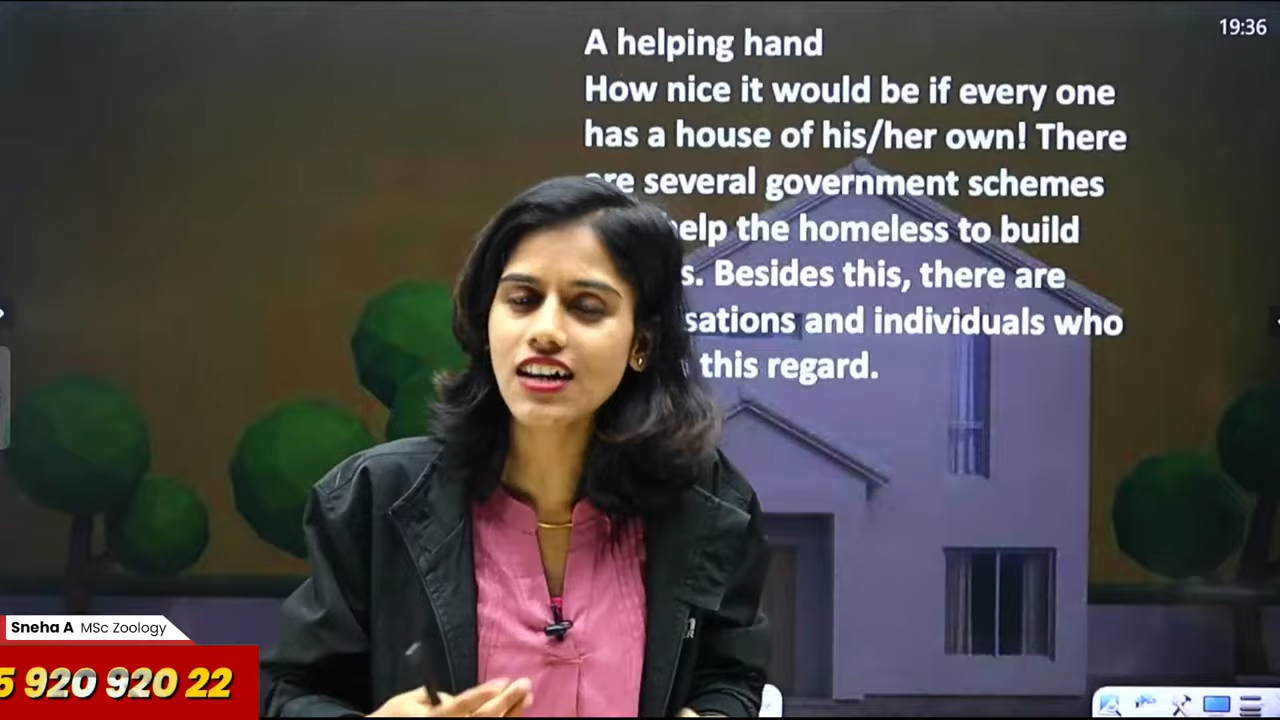 19:36
A helping hand
How nice it would be if every one
has a house of his/her own! There
are several government schemes
help the homeless to build
Besides this, there are
and individuals who
this regard.
Sneha A MSc Zoology
5 920 920 22